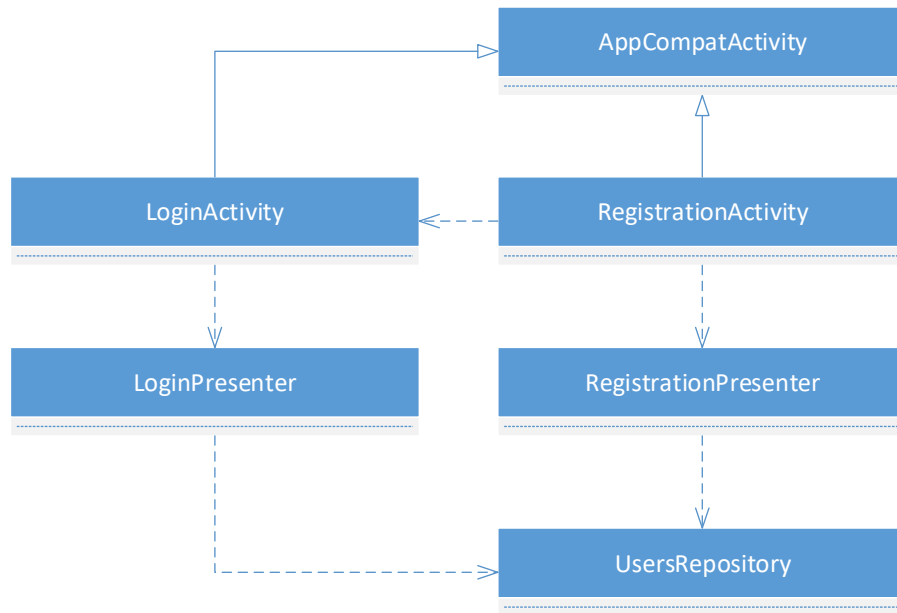 AppCompatActivity
LoginActivity
RegistrationActivity
LoginPresenter
RegistrationPresenter
UsersRepository